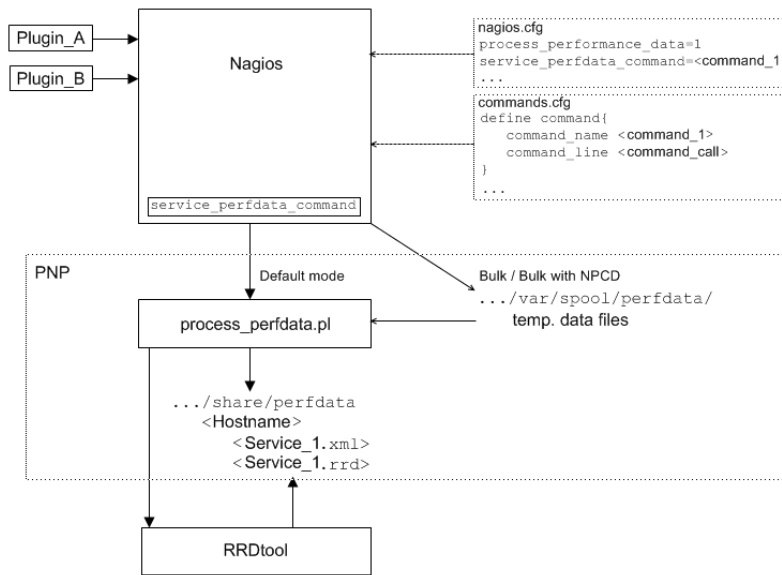 Plugin_A
Plugin_B
Nagios
service_perfdata_command
nagios.cfg
process_performance_data=1
service_perfdata_command=<command_1
...
commands.cfg
define command{
command_name <command_1>
command_line <command_call>
}
...
PNP
Default mode
Bulk / Bulk with NPCD
.../var/spool/perfdata/
temp. data files
process_perfdata.pl
.../share/perfdata
<Hostname>
<Service_1.xml>
<Service_1.rrd>
RRDtool